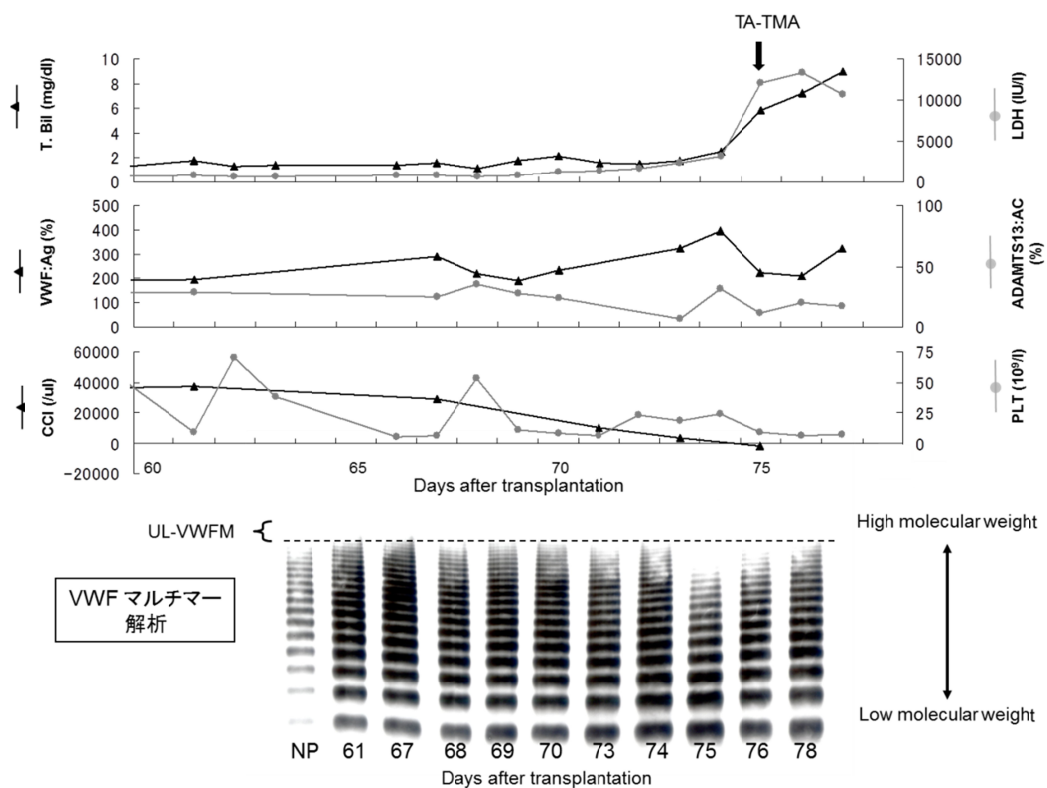 TA-TMA
T. Bil (mg/dl)
10
8
6
4
2
0
15000
10000
5000
0
LDH (IU/l)
VWF:Ag (%)
500
400
300
200
100
0
100
50
0
ADAMTS13:AC
(%)
CCI (/ul)
60000
40000
20000
0
−20000
75
50
25
0
PLT (10⁹/l)
60 65 70 75
Days after transplantation
UL-VWFM
High molecular weight
VWF マルチマー
解析
Low molecular weight
NP 61 67 68 69 70 73 74 75 76 78
Days after transplantation